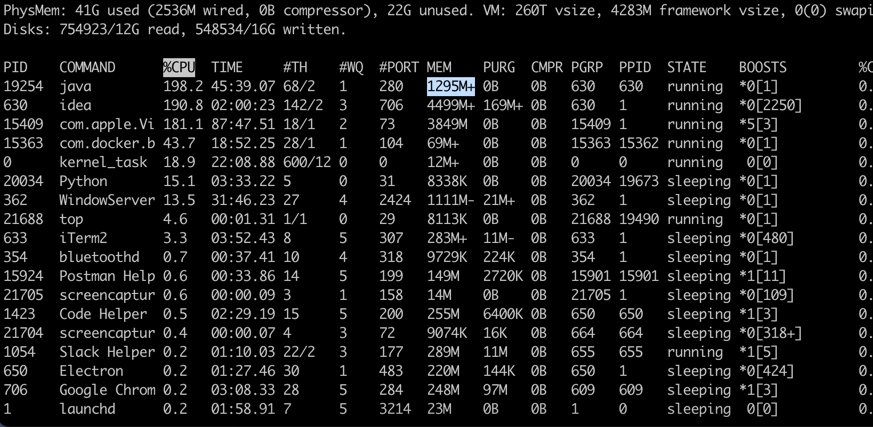 PhysMem: 41G used (2536M wired, 0B compressor), 22G unused. VM: 260T vsize, 4283M framework vsize, 0(0) swapi
Disks: 754923/12G read, 548534/16G written.
PID COMMAND %CPU TIME #TH #WQ #PORT MEM PURG CMPR PGRP PPID STATE BOOSTS %C
19254 java 198.2 45:39.07 68/2 1 280 1295M+ 0B 0B 630 630 running *0[1] 0.
630 idea 190.8 02:00:23 142/2 3 706 4499M+ 169M+ 0B 630 1 running *0[2250] 0.
15409 com.apple.Vi 181.1 87:47.51 18/1 2 73 3849M 0B 0B 15409 1 running *5[3] 0.
15363 com.docker.b 43.7 18:52.25 28/1 1 104 69M+ 0B 0B 15363 15362 running *0[1] 0.
0 kernel_task 18.9 22:08.88 600/12 0 0 12M+ 0B 0B 0 0 running 0[0] 0.
20034 Python 15.1 03:33.22 5 0 31 8338K 0B 0B 20034 19673 sleeping *0[1] 0.
362 WindowServer 13.5 31:46.23 27 4 2424 1111M- 21M+ 0B 362 1 sleeping *0[1] 0.
21688 top 4.6 00:01.31 1/1 0 29 8113K 0B 0B 21688 19490 running *0[1] 0.
633 iTerm2 3.3 03:52.43 8 5 307 283M+ 11M- 0B 633 1 sleeping *0[480] 0.
354 bluetoothd 0.7 00:37.41 10 4 318 9729K 224K 0B 354 1 sleeping *0[1] 0.
15924 Postman Help 0.6 00:33.86 14 5 199 149M 2720K 0B 15901 15901 sleeping *1[11] 0.
21705 screencaptur 0.6 00:00.09 3 1 158 14M 0B 0B 21705 1 sleeping *0[109] 0.
1423 Code Helper 0.5 02:29.19 15 5 200 255M 6400K 0B 650 650 sleeping *1[3] 0.
21704 screencaptur 0.4 00:00.07 4 3 72 9074K 16K 0B 664 664 sleeping *0[318+] 0.
1054 Slack Helper 0.2 01:10.03 22/2 3 177 289M 11M 0B 655 655 running *1[5] 0.
650 Electron 0.2 01:27.46 30 1 483 220M 144K 0B 650 1 sleeping *0[424] 0.
706 Google Chrom 0.2 03:08.33 28 5 284 248M 97M 0B 609 609 sleeping *1[3] 0.
1 launchd 0.2 01:58.91 7 5 3214 23M 0B 0B 1 0 sleeping 0[0] 0.